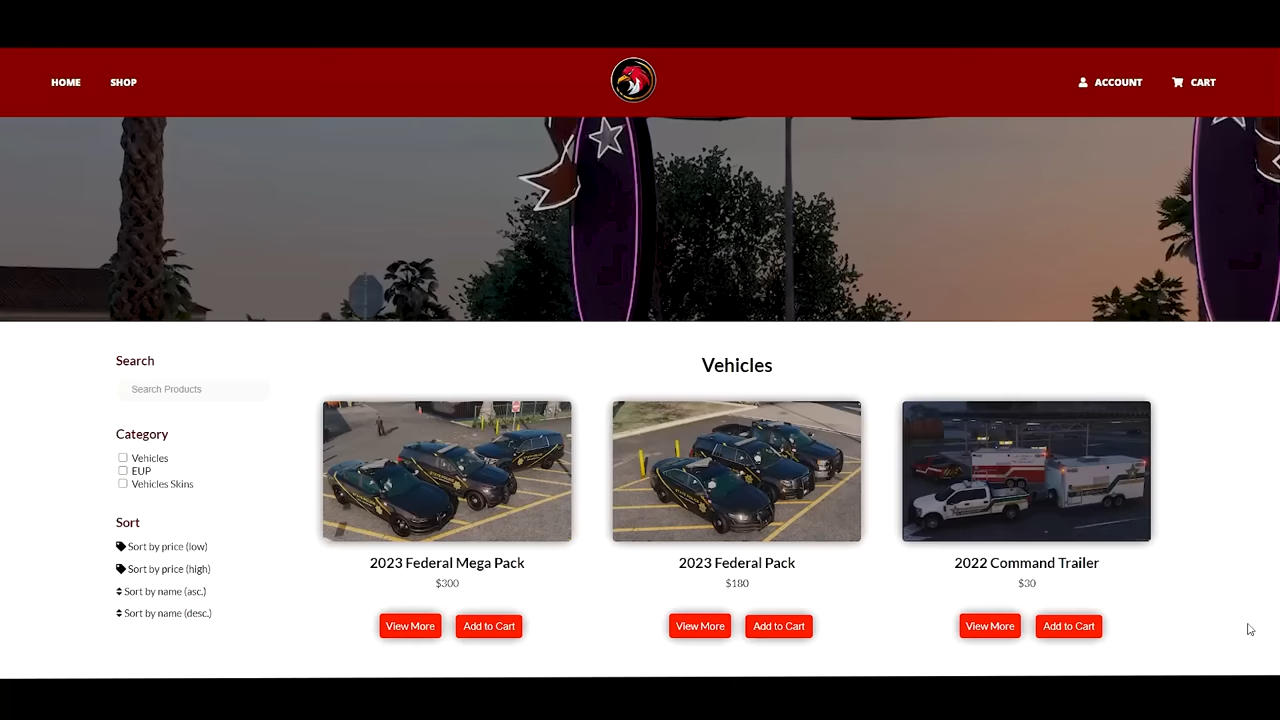 HOME
SHOP
ACCOUNT
CART
Search
Search Products
Category
Vehicles
EUP
Vehicles Skins
Sort
Sort by price (low)
Sort by price (high)
Sort by name (asc.)
Sort by name (desc.)
Vehicles
2023 Federal Mega Pack
$300
View More
Add to Cart
2023 Federal Pack
$180
View More
Add to Cart
2022 Command Trailer
$30
View More
Add to Cart